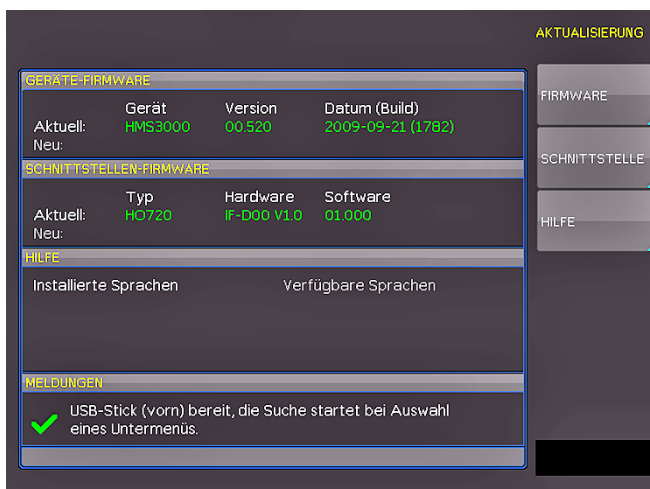 AKTUALISIERUNG
GERÄTE-FIRMWARE
Gerät Version Datum (Build)
Aktuell: HMS3000 00.520 2009-09-21 (1782)
Neu:
SCHNITTSTELLEN-FIRMWARE
Typ Hardware Software
Aktuell: HO720 IF-D00 V1.0 01.000
Neu:
HILFE
Installierte Sprachen Verfügbare Sprachen
MELDUNGEN
USB-Stick (vorn) bereit, die Suche startet bei Auswahl
eines Untermenüs.
FIRMWARE
SCHNITTSTELLE
HILFE